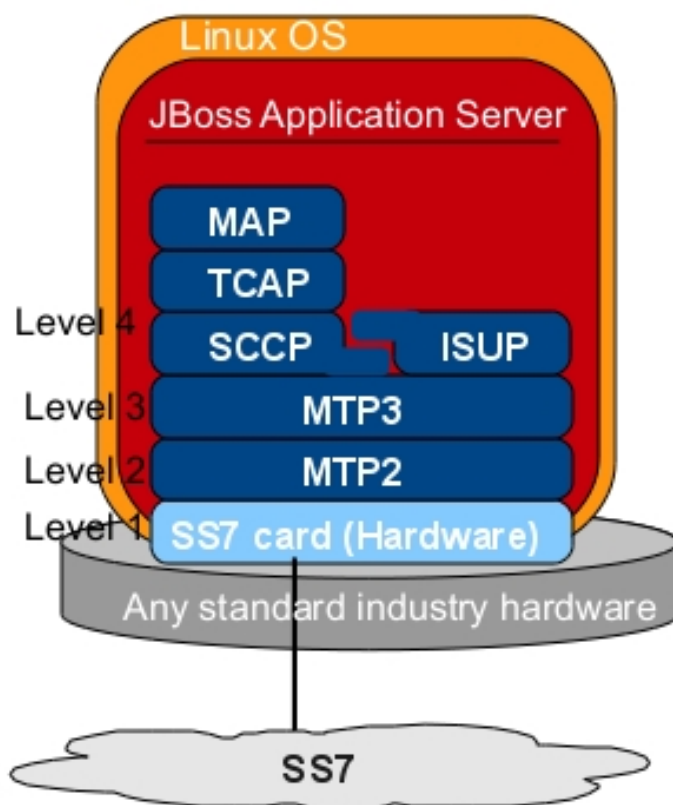 Linux OS
JBoss Application Server
MAP
TCAP
Level 4
SCCP
ISUP
Level 3
MTP3
Level 2
MTP2
Level 1
SS7 card (Hardware)
Any standard industry hardware
SS7